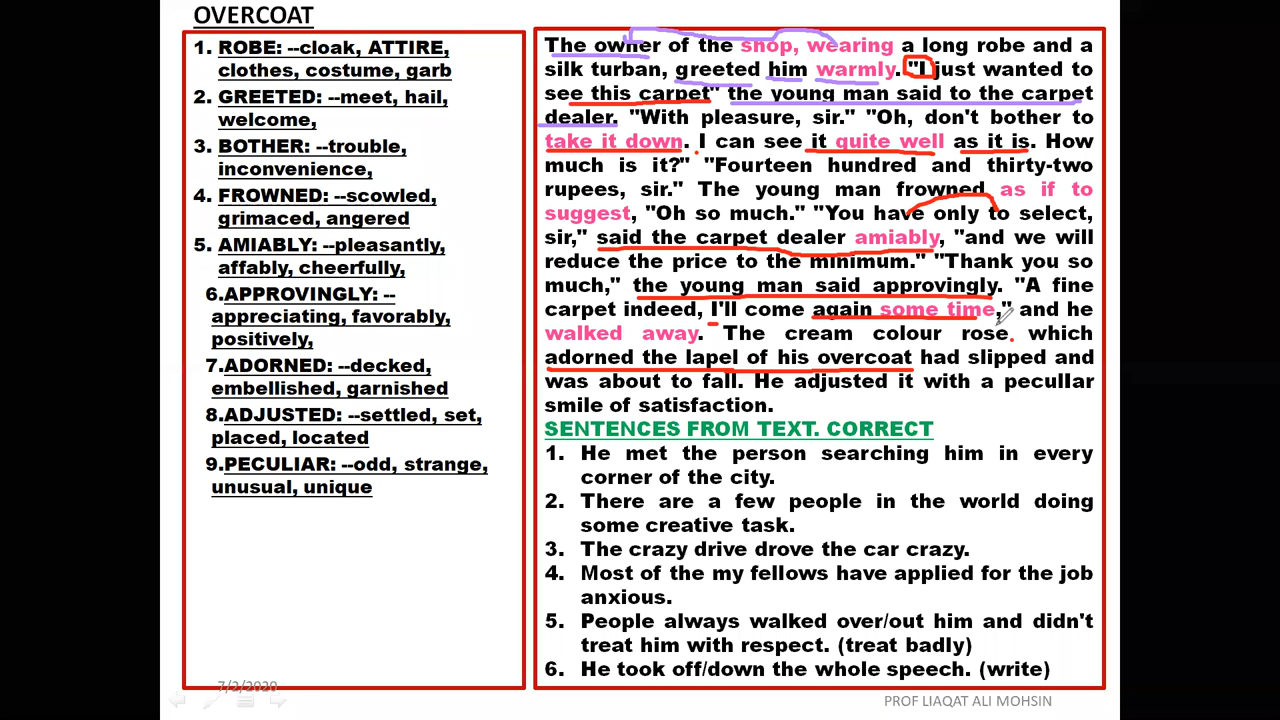 OVERCOAT
1. ROBE: --cloak, ATTIRE,
clothes, costume, garb
2. GREETED: --meet, hail,
welcome,
3. BOTHER: --trouble,
inconvenience,
4. FROWNED: --scowled,
grimaced, angered
5. AMIABLY: --pleasantly,
affably, cheerfully,
6.APPROVINGLY: --
appreciating, favorably,
positively,
7.ADORNED: --decked,
embellished, garnished
8.ADJUSTED: --settled, set,
placed, located
9.PECULIAR: --odd, strange,
unusual, unique
The owner of the shop, wearing a long robe and a
silk turban, greeted him warmly. "I just wanted to
see this carpet" the young man said to the carpet
dealer. "With pleasure, sir." "Oh, don't bother to
take it down. I can see it quite well as it is. How
much is it?" "Fourteen hundred and thirty-two
rupees, sir." The young man frowned as if to
suggest, "Oh so much." "You have only to select,
sir," said the carpet dealer amiably, "and we will
reduce the price to the minimum." "Thank you so
much," the young man said approvingly. "A fine
carpet indeed, I'll come again some time," and he
walked away. The cream colour rose which
adorned the lapel of his overcoat had slipped and
was about to fall. He adjusted it with a pecullar
smile of satisfaction.
SENTENCES FROM TEXT. CORRECT
1. He met the person searching him in every
corner of the city.
2. There are a few people in the world doing
some creative task.
3. The crazy drive drove the car crazy.
4. Most of the my fellows have applied for the job
anxious.
5. People always walked over/out him and didn't
treat him with respect. (treat badly)
6. He took off/down the whole speech. (write)
7/2/2020
PROF LIAQAT ALI MOHSIN